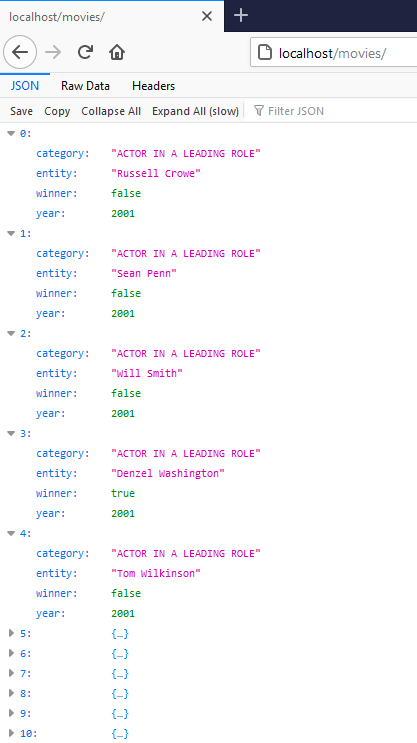 localhost/movies/
localhost/movies/
JSON Raw Data Headers
Save Copy Collapse All Expand All (slow) Filter JSON
0:
category: "ACTOR IN A LEADING ROLE"
entity: "Russell Crowe"
winner: false
year: 2001
1:
category: "ACTOR IN A LEADING ROLE"
entity: "Sean Penn"
winner: false
year: 2001
2:
category: "ACTOR IN A LEADING ROLE"
entity: "Will Smith"
winner: false
year: 2001
3:
category: "ACTOR IN A LEADING ROLE"
entity: "Denzel Washington"
winner: true
year: 2001
4:
category: "ACTOR IN A LEADING ROLE"
entity: "Tom Wilkinson"
winner: false
year: 2001
5: {…}
6: {…}
7: {…}
8: {…}
9: {…}
10: {…}